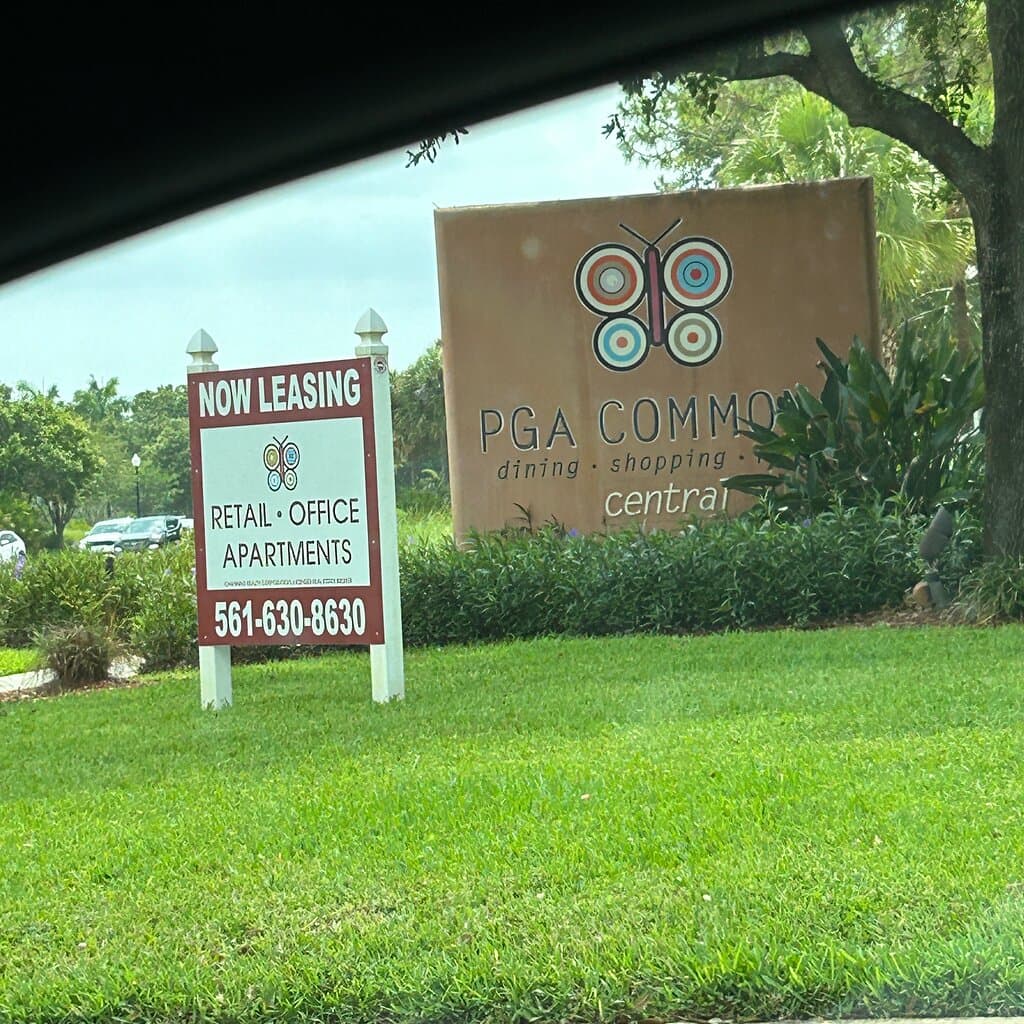 NOW LEASING
RETAIL • OFFICE
APARTMENTS
561-630-8630
PGA COMMO
dining · shopping ·
central